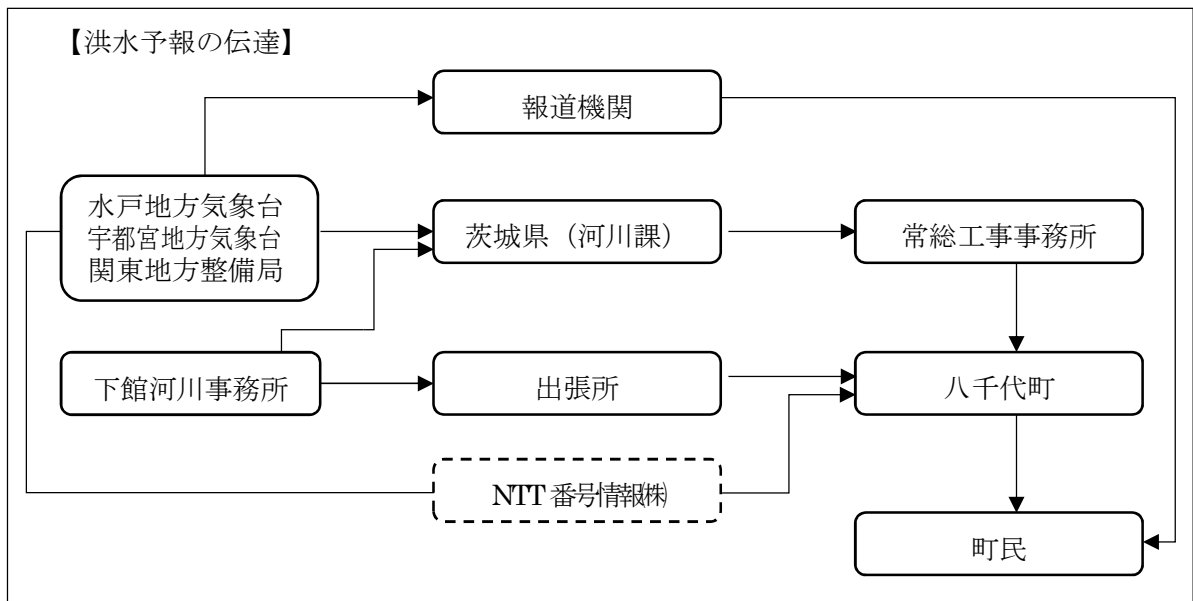 【洪水予報の伝達】
報道機関
水戸地方気象台
宇都宮地方気象台
関東地方整備局
茨城県（河川課）
常総工事事務所
下館河川事務所
出張所
八千代町
NTT 番号情報㈱
町民